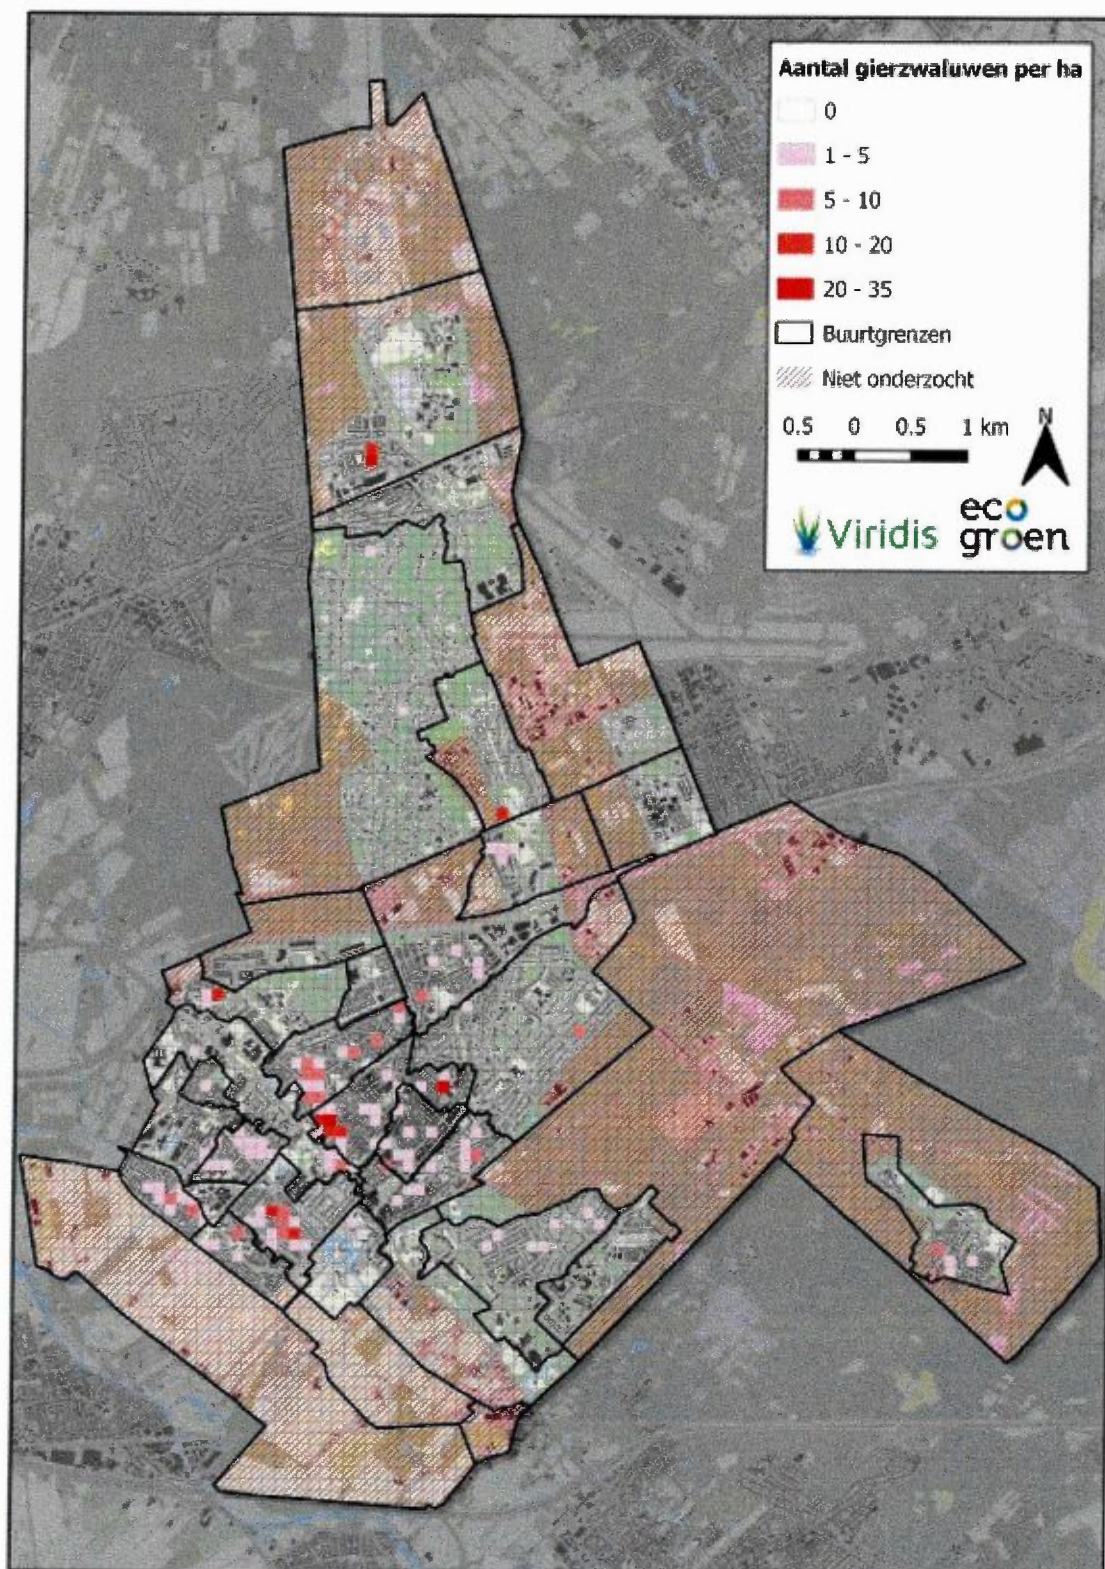 Aantal gierzwaluwen per ha
0
1 - 5
5 - 10
10 - 20
20 - 35
Buurtgrenzen
Niet onderzocht
0.5 0 0.5 1 km
N
Viridis
eco
groen